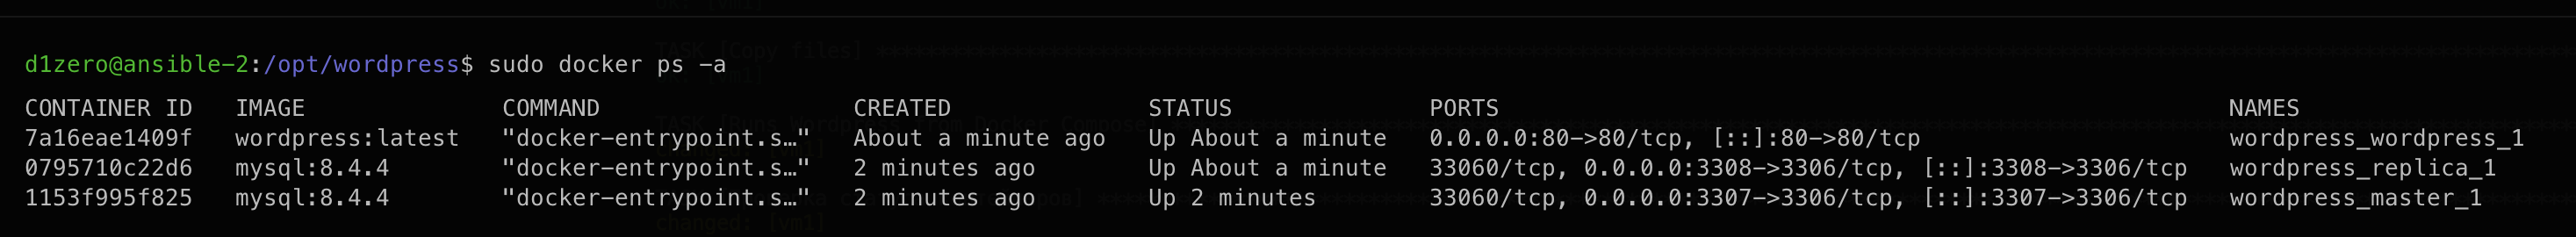 d1zero@ansible-2:/opt/wordpress$ sudo docker ps -a
CONTAINER ID   IMAGE   COMMAND   CREATED   STATUS   PORTS   NAMES
7a16eae1409f   wordpress:latest   "docker-entrypoint.s…"   About a minute ago   Up About a minute   0.0.0.0:80->80/tcp, [::]:80->80/tcp   wordpress_wordpress_1
0795710c22d6   mysql:8.4.4   "docker-entrypoint.s…"   2 minutes ago   Up About a minute   33060/tcp, 0.0.0.0:3308->3306/tcp, [::]:3308->3306/tcp   wordpress_replica_1
1153f995f825   mysql:8.4.4   "docker-entrypoint.s…"   2 minutes ago   Up 2 minutes   33060/tcp, 0.0.0.0:3307->3306/tcp, [::]:3307->3306/tcp   wordpress_master_1